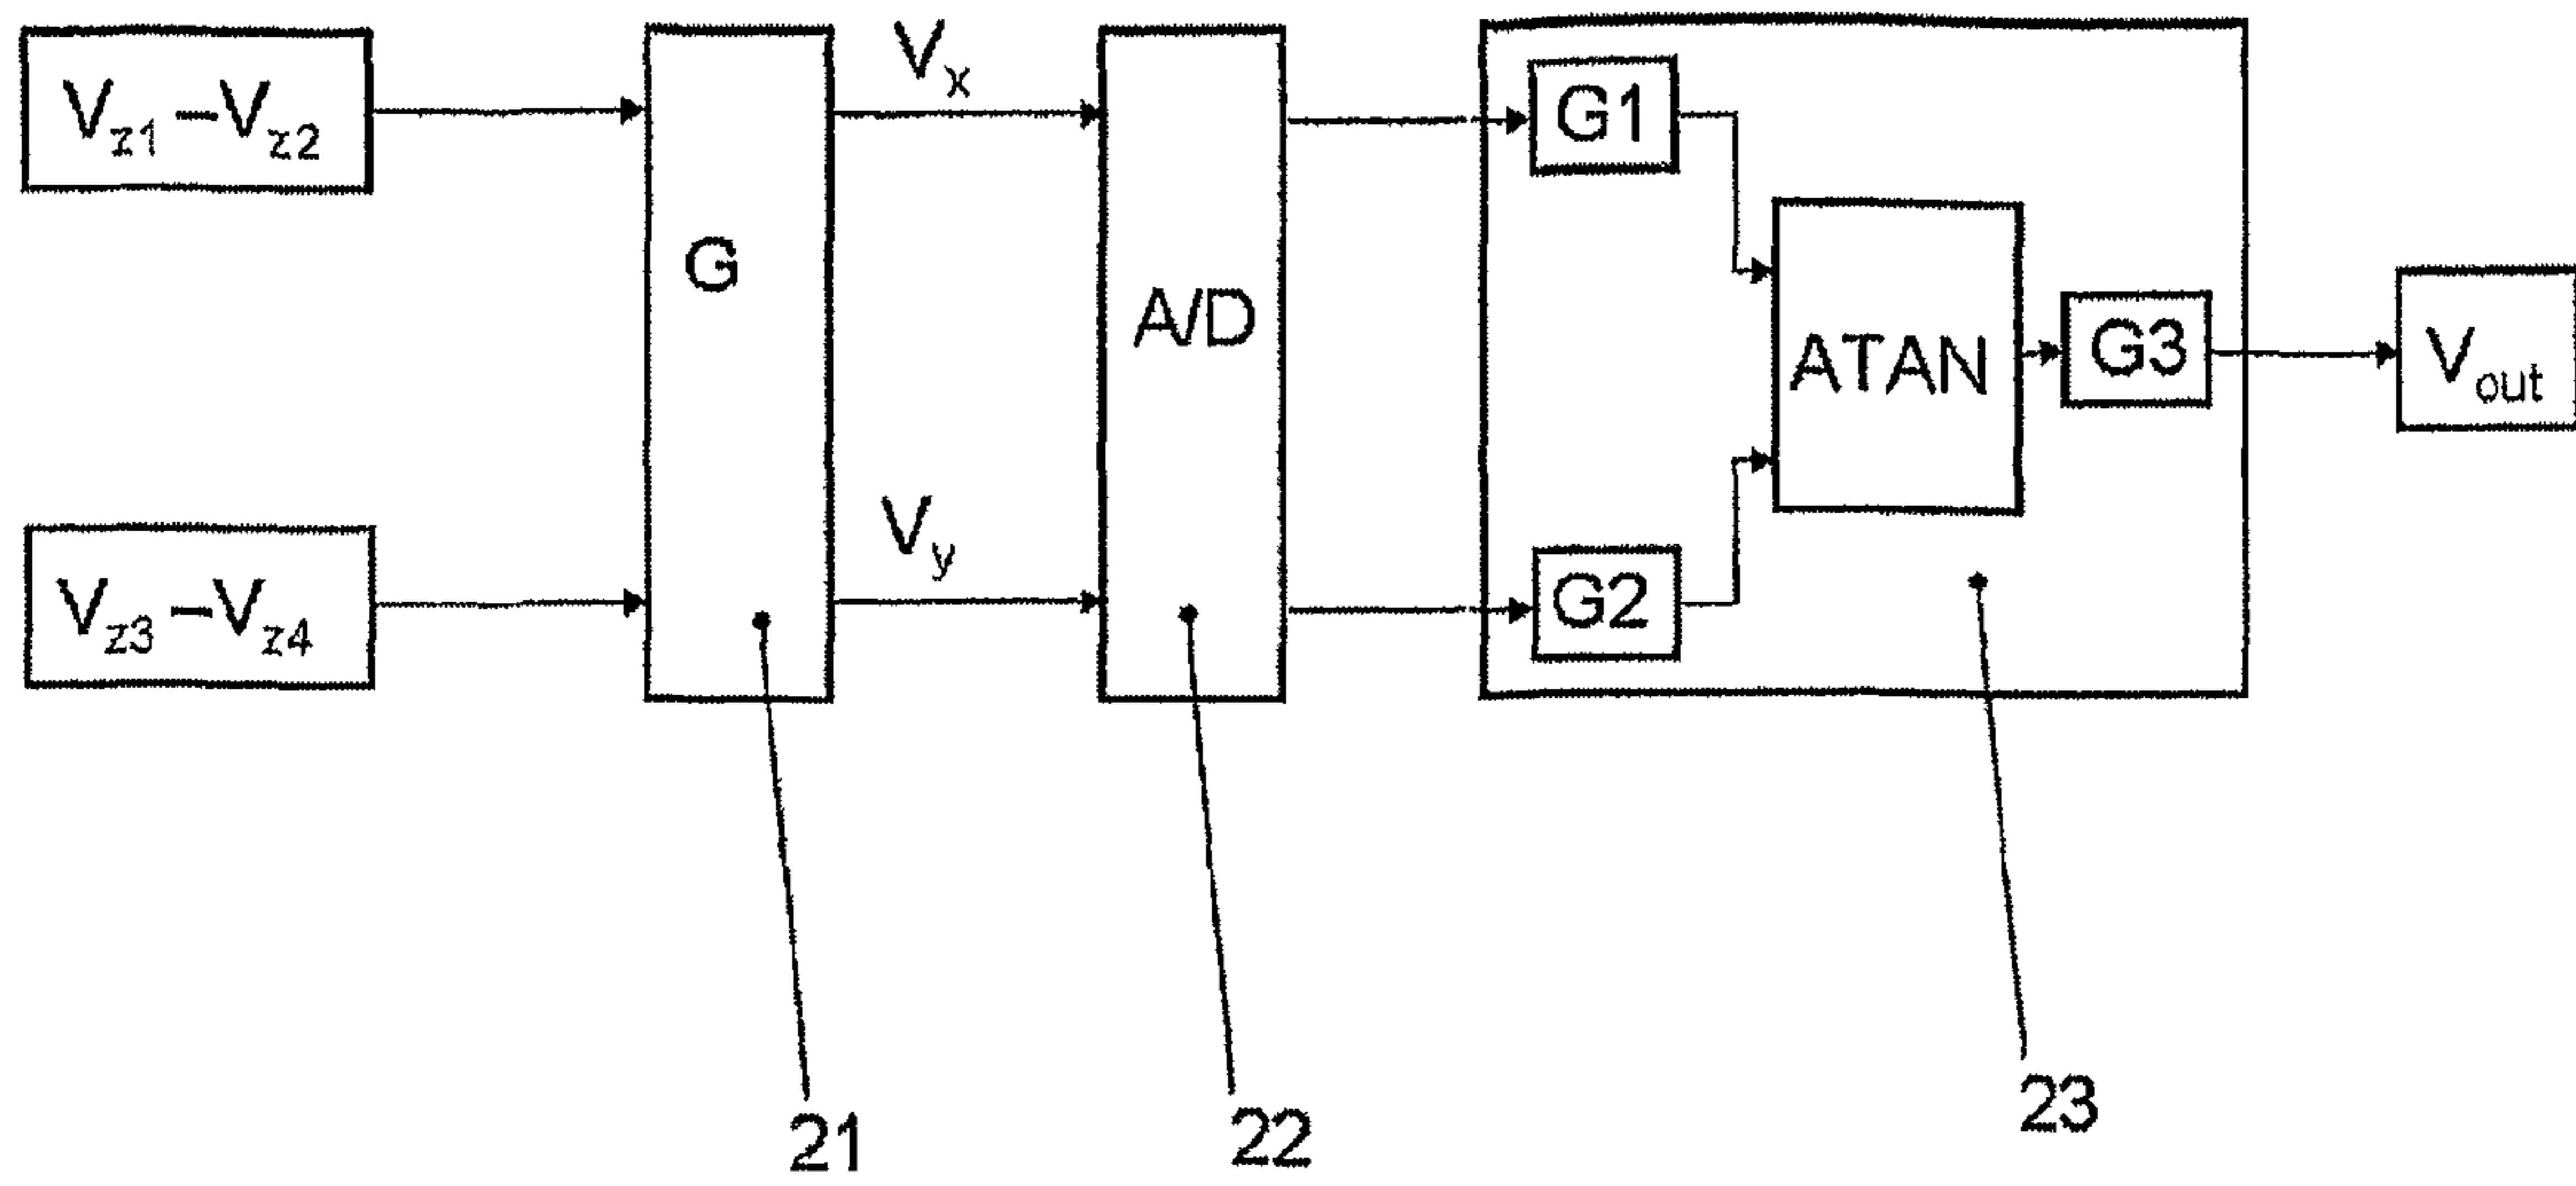 Vz1 –Vz2
G
Vx
A/D
G1
ATAN
G3
Vout
Vz3 –Vz4
Vy
G2
21
22
23